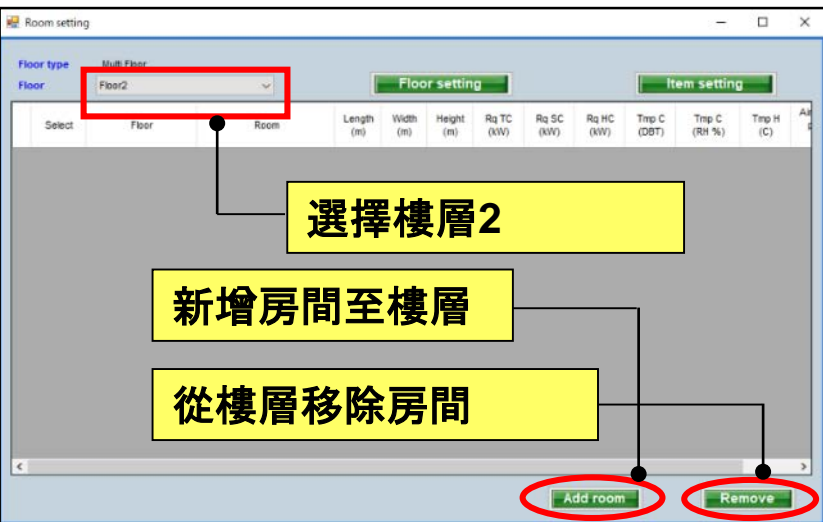 Room setting
Floor type Multi Floor
Floor Floor2
Floor setting Item setting
Select Floor Room Length (m) Width (m) Height (m) Rq TC (kW) Rq SC (kW) Rq HC (kW) Tmp C (DBT) Tmp C (RH %) Tmp H (C)
選擇樓層2
新增房間至樓層
從樓層移除房間
Add room Remove